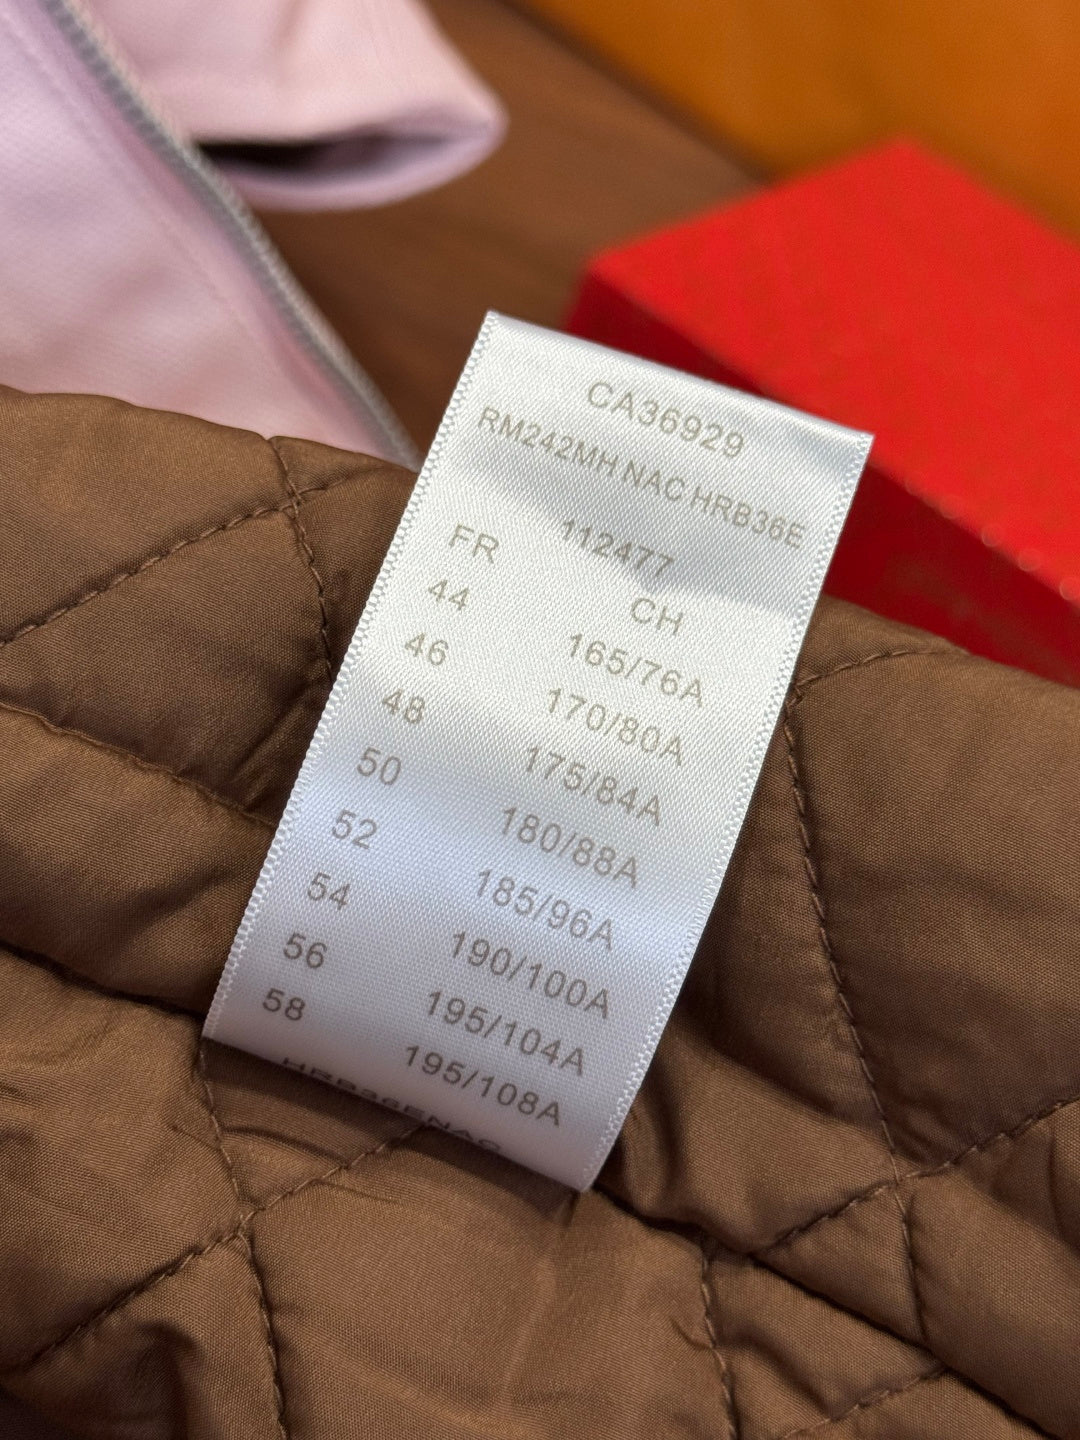 CA36929
RM242MH NAC HRB36E
112477
FR CH
44 165/76A
46 170/80A
48 175/84A
50 180/88A
52 185/96A
54 190/100A
56 195/104A
58 195/108A
HRB36ENAC